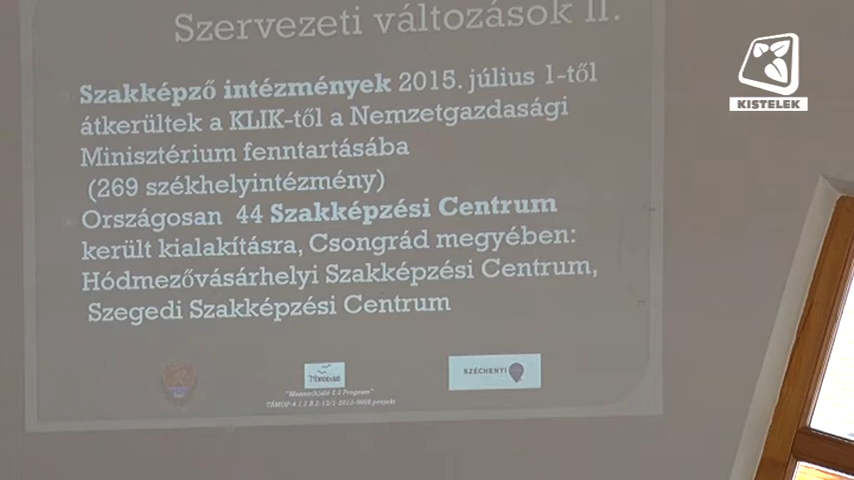 Szervezeti változások II.
KISTELEK
Szakképző intézmények 2015. július 1-től
átkerültek a KLIK-től a Nemzetgazdasági
Minisztérium fenntartásába
(269 székhelyintézmény)
Országosan 44 Szakképzési Centrum
került kialakításra, Csongrád megyében:
Hódmezővásárhelyi Szakképzési Centrum,
Szegedi Szakképzési Centrum
SZÉCHENYI